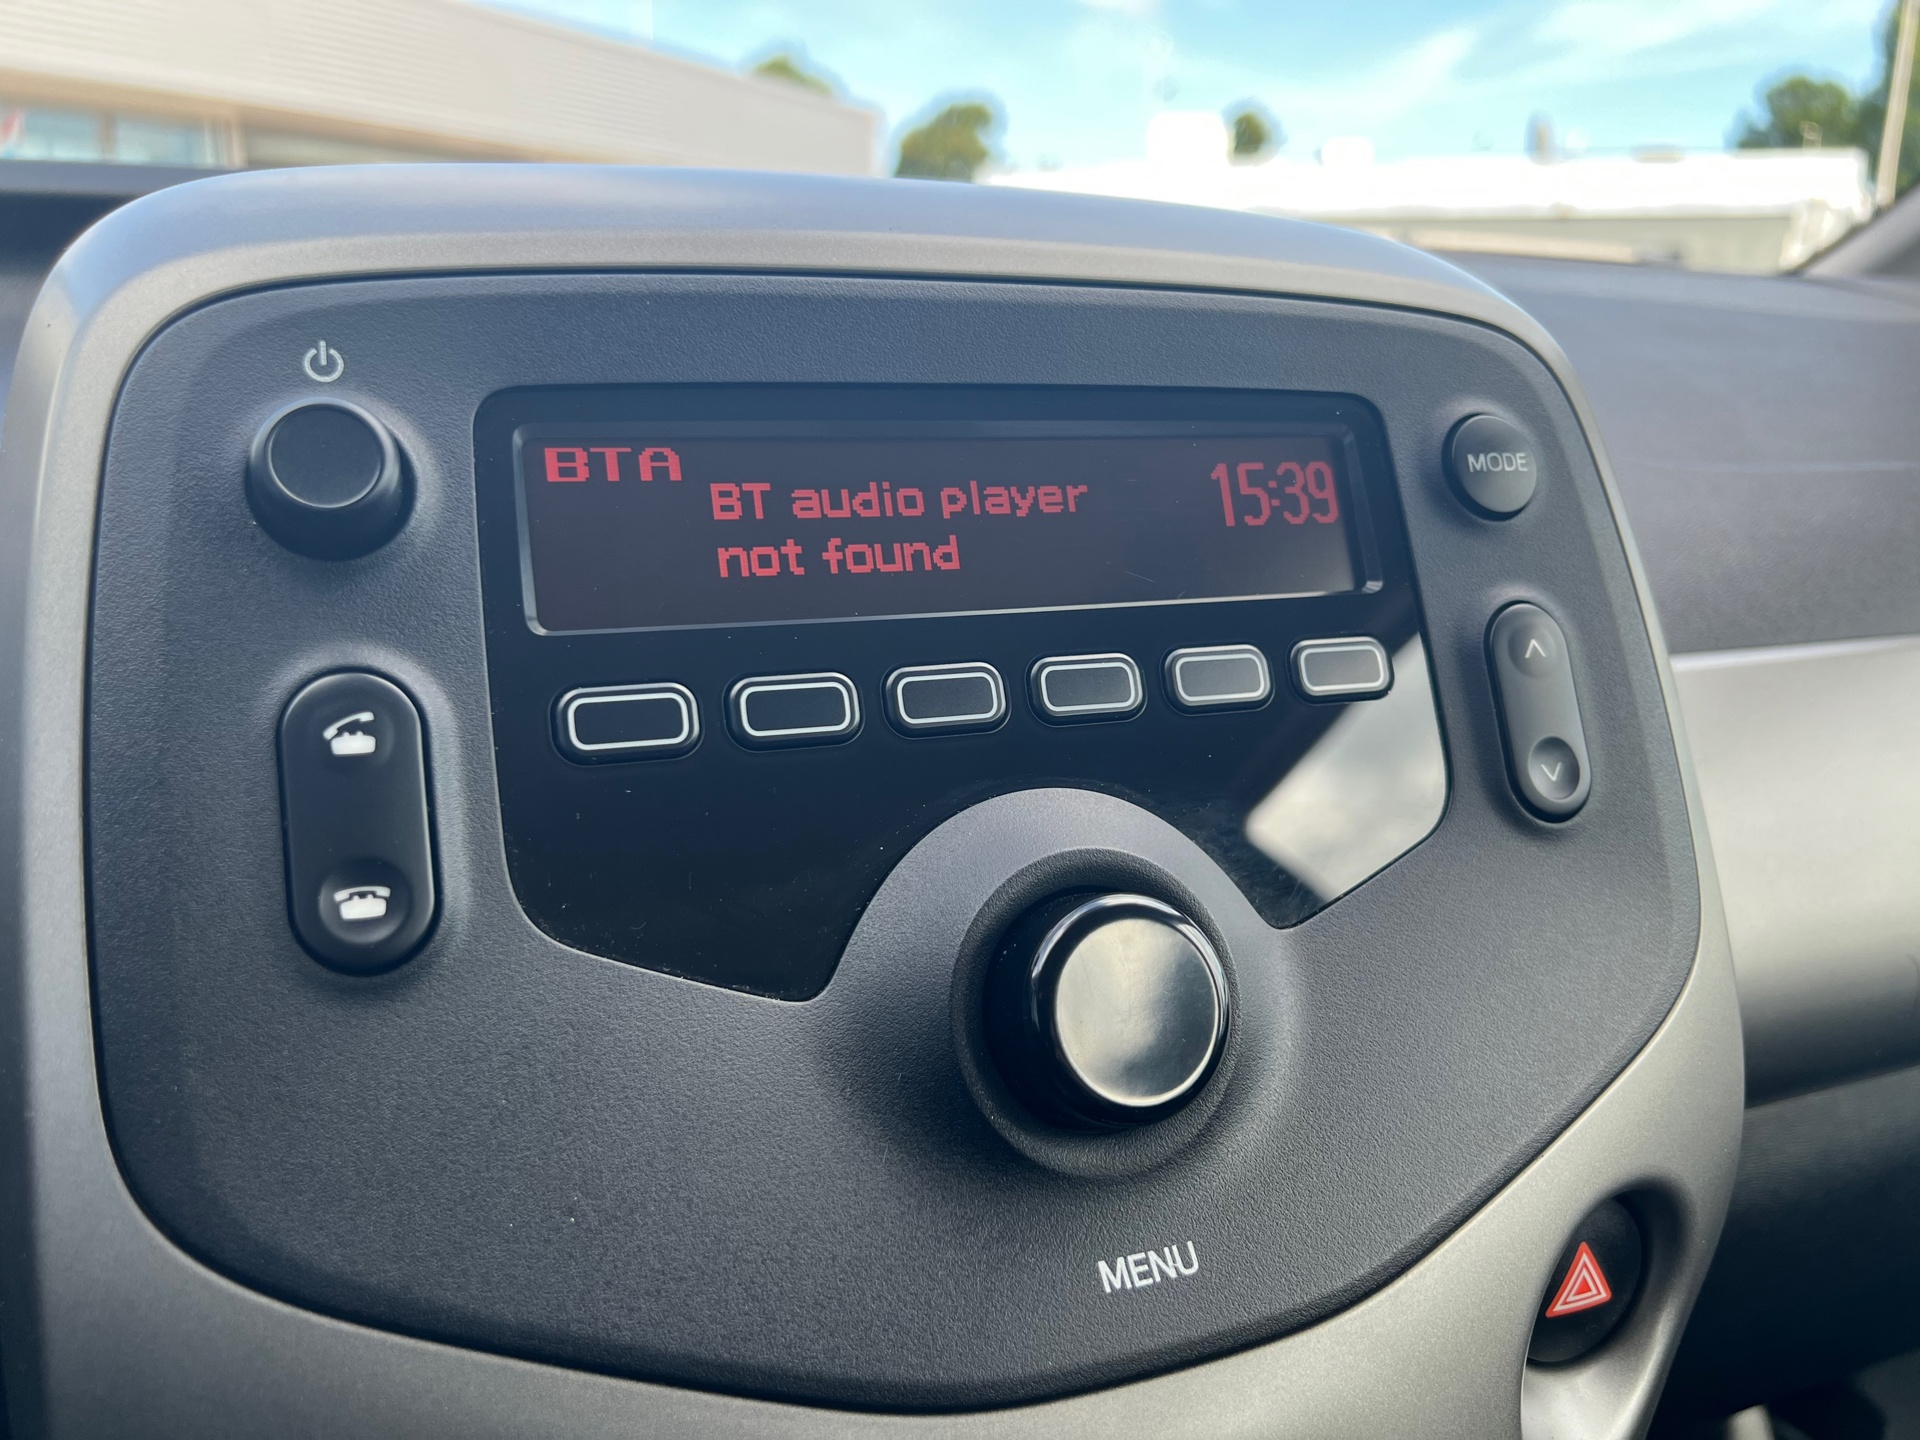 BTA
BT audio player
not found
15:39
MODE
MENU